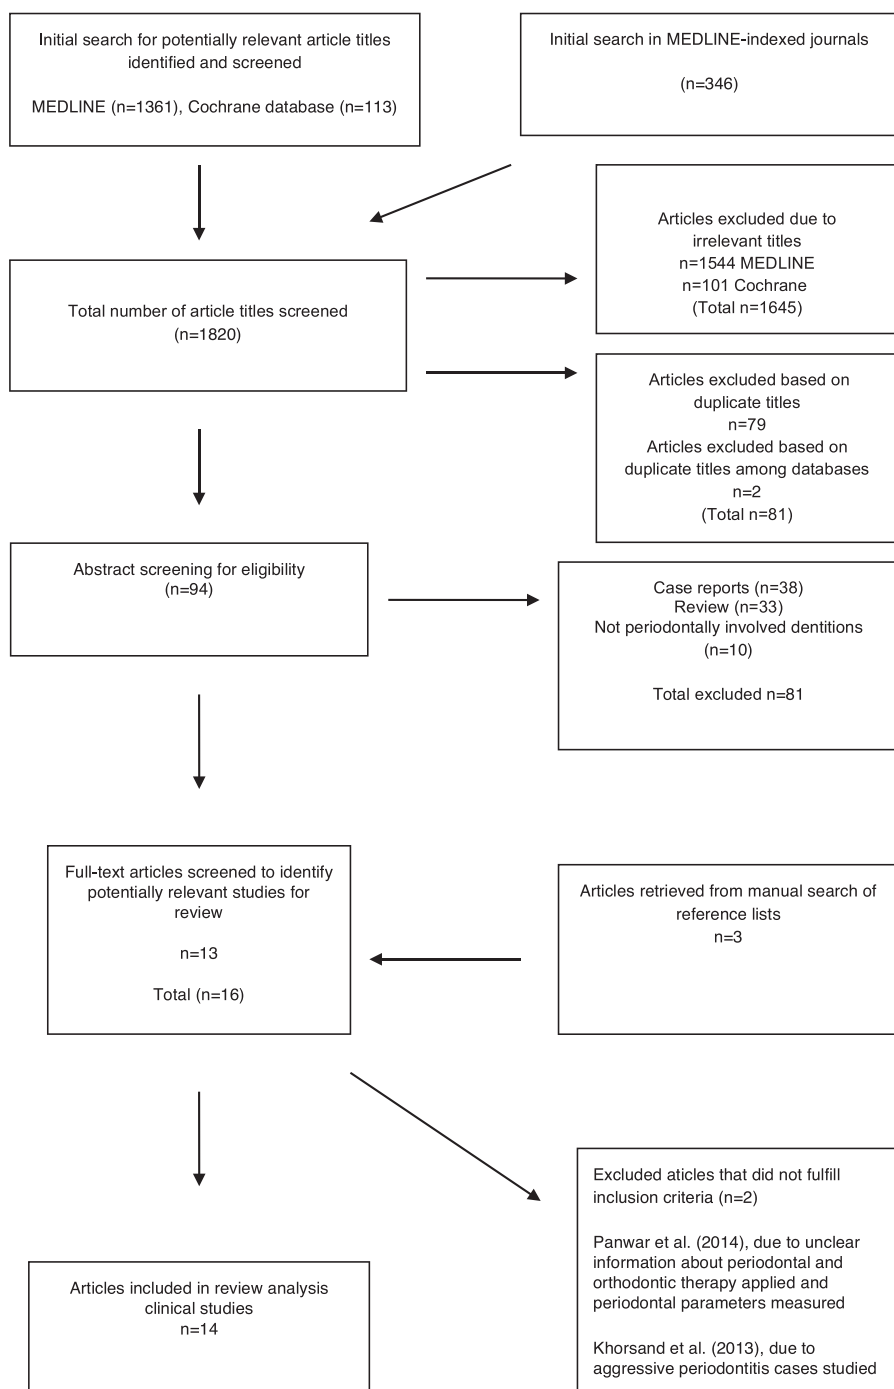 Initial search for potentially relevant article titles
identified and screened
MEDLINE (n=1361), Cochrane database (n=113)
Initial search in MEDLINE-indexed journals
(n=346)
Articles excluded due to
irrelevant titles
n=1544 MEDLINE
n=101 Cochrane
(Total n=1645)
Total number of article titles screened
(n=1820)
Articles excluded based on
duplicate titles
n=79
Articles excluded based on
duplicate titles among databases
n=2
(Total n=81)
Abstract screening for eligibility
(n=94)
Case reports (n=38)
Review (n=33)
Not periodontally involved dentitions
(n=10)
Total excluded n=81
Full-text articles screened to identify
potentially relevant studies for
review
n=13
Total (n=16)
Articles retrieved from manual search of
reference lists
n=3
Excluded aticles that did not fulfill
inclusion criteria (n=2)
Panwar et al. (2014), due to unclear
information about periodontal and
orthodontic therapy applied and
periodontal parameters measured
Khorsand et al. (2013), due to
aggressive periodontitis cases studied
Articles included in review analysis
clinical studies
n=14